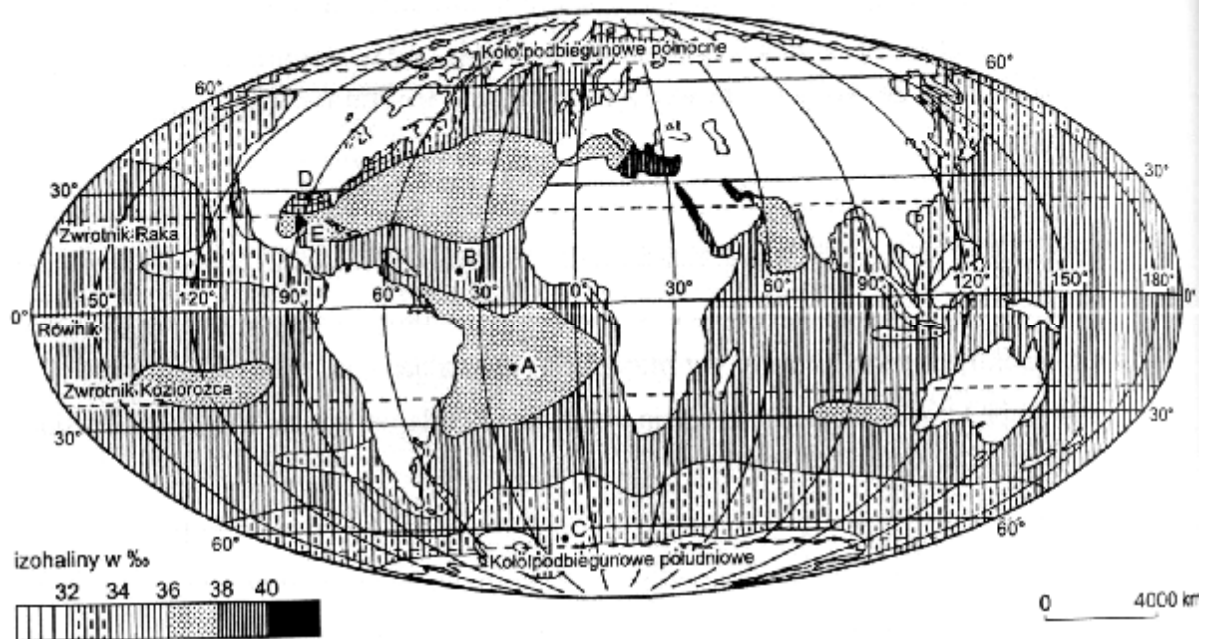 Koło podbiegunowe północne
60° 60°
30° D 30°
Zwrotnik Raka E
B
150° 120° 90° 60° 30° 0° 30° 60° 90° 120° 150° 180°
0° 0°
Równik
A
Zwrotnik Koziorożca
30° 30°
C
60° 60°
Koło podbiegunowe południowe
izohaliny w ‰
32 34 36 38 40
0 4000 km